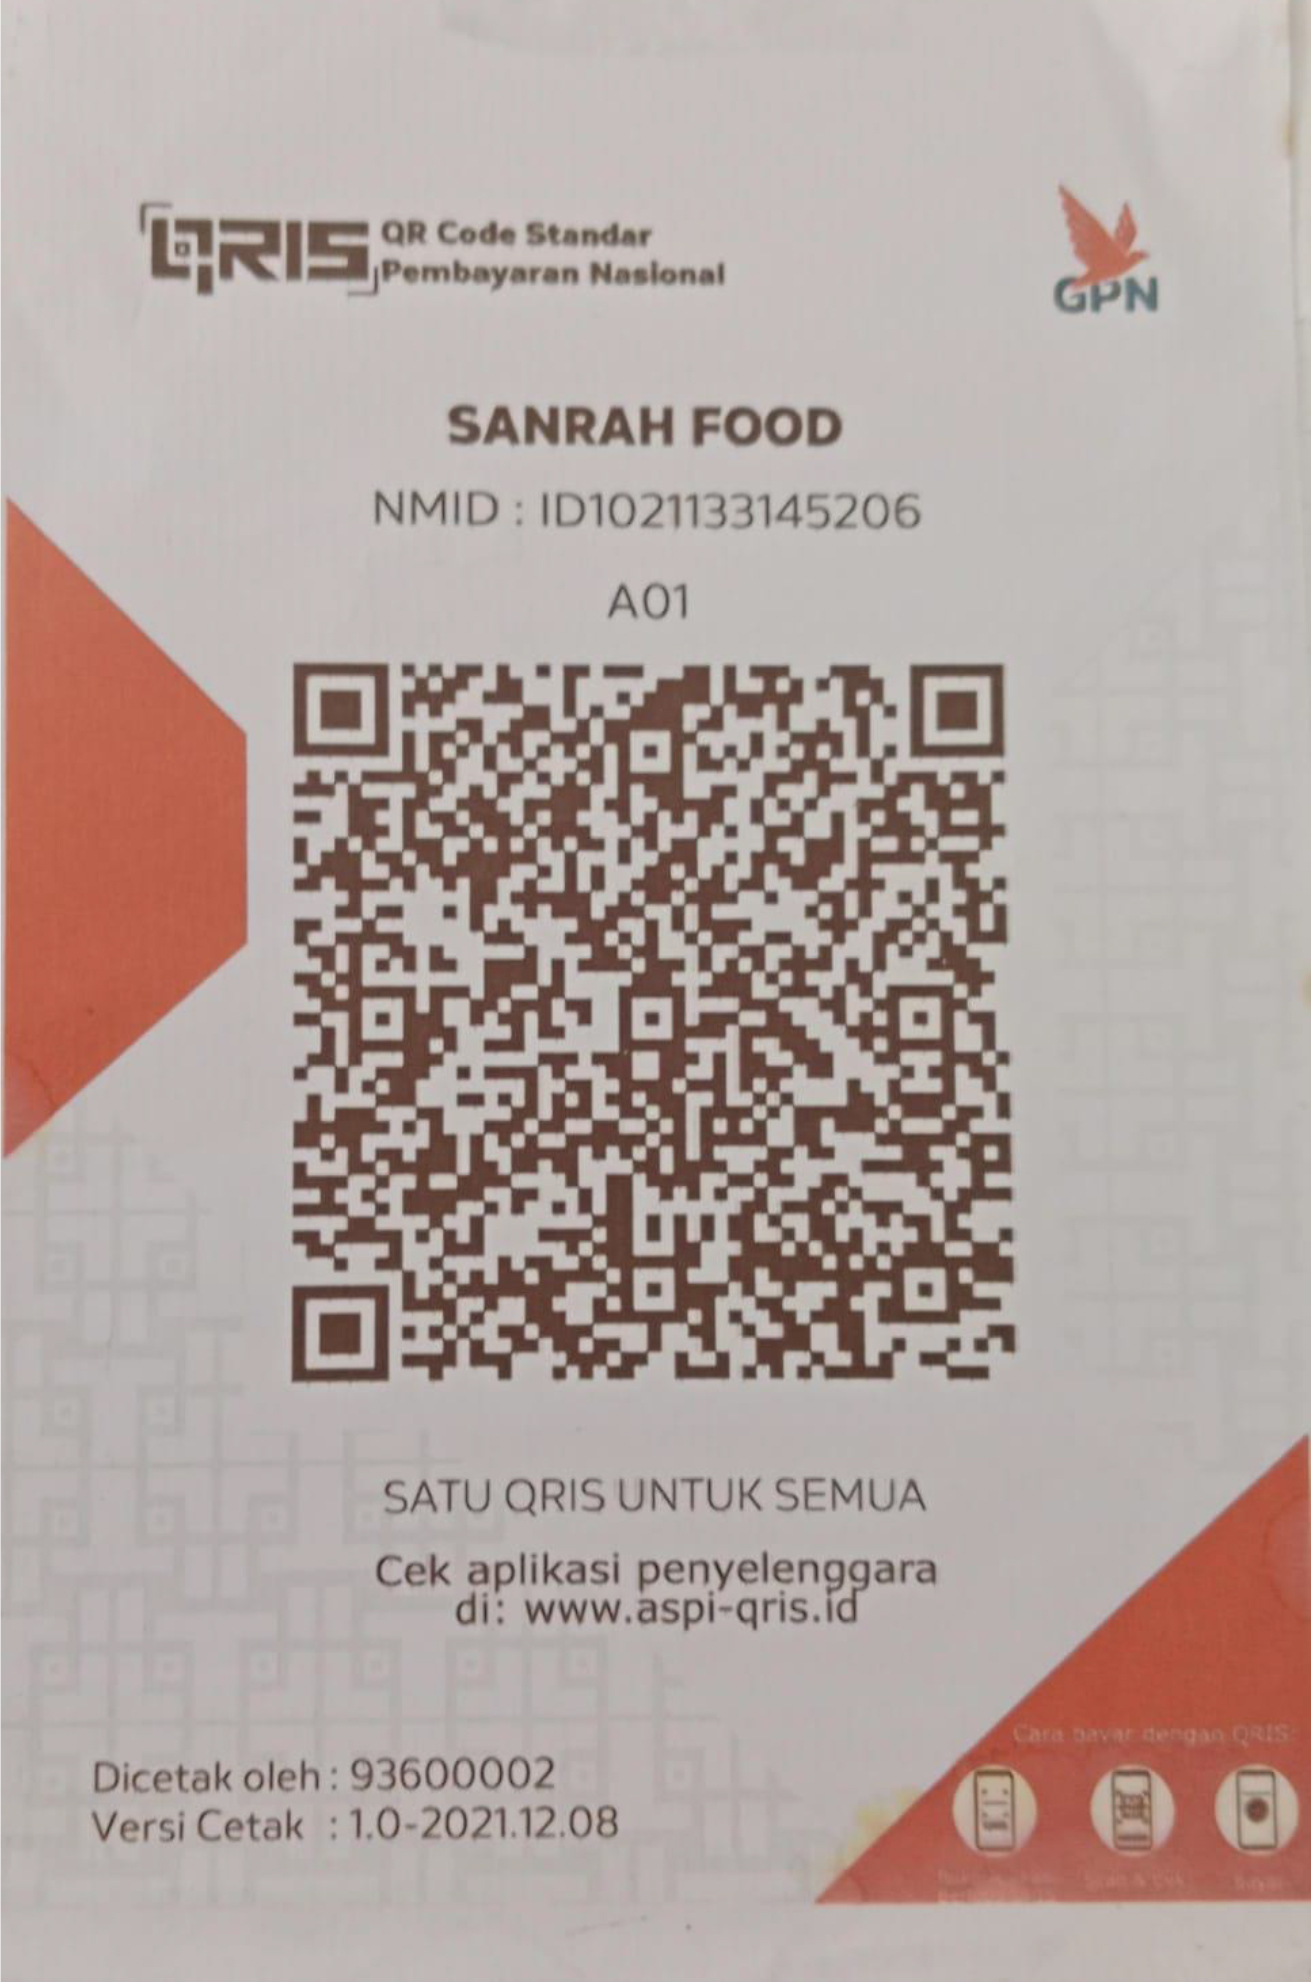 QRIS
QR Code Standar
Pembayaran Nasional
GPN
SANRAH FOOD
NMID : ID1021133145206
A01
SATU QRIS UNTUK SEMUA
Cek aplikasi penyelenggara
di: www.aspi-qris.id
Dicetak oleh : 93600002
Versi Cetak : 1.0-2021.12.08
Cara bayar dengan QRIS